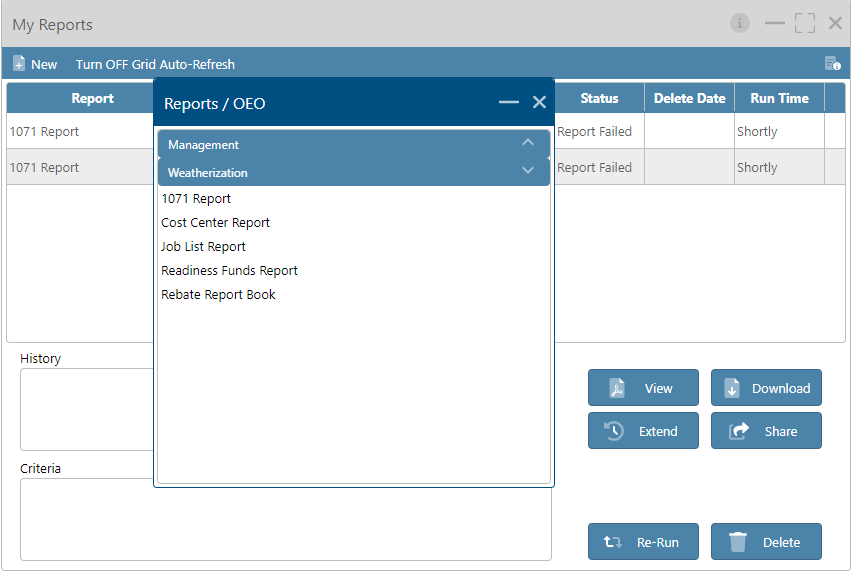 My Reports
New Turn OFF Grid Auto-Refresh
Report Status Delete Date Run Time
1071 Report Report Failed Shortly
1071 Report Report Failed Shortly
Reports / OEO
Management
Weatherization
1071 Report
Cost Center Report
Job List Report
Readiness Funds Report
Rebate Report Book
History
View Download
Extend Share
Criteria
Re-Run Delete